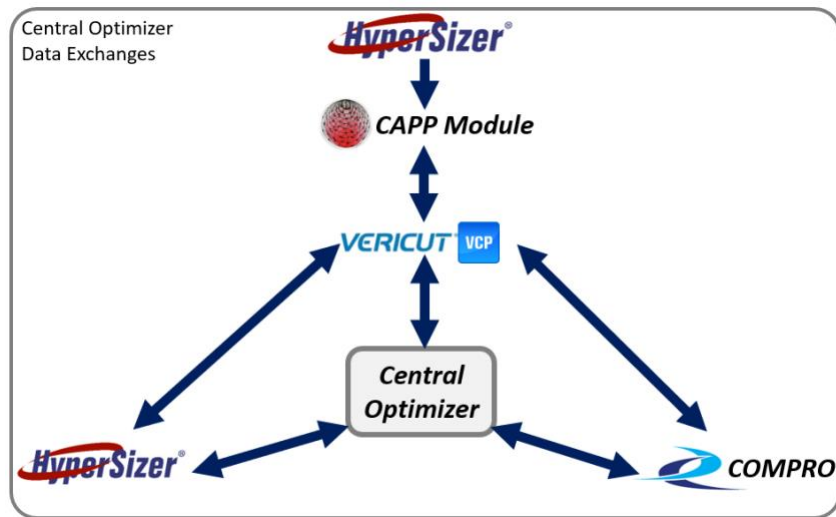 Central Optimizer
Data Exchanges
HyperSizer®
CAPP Module
VERICUT® VCP
Central
Optimizer
HyperSizer®
COMPRO